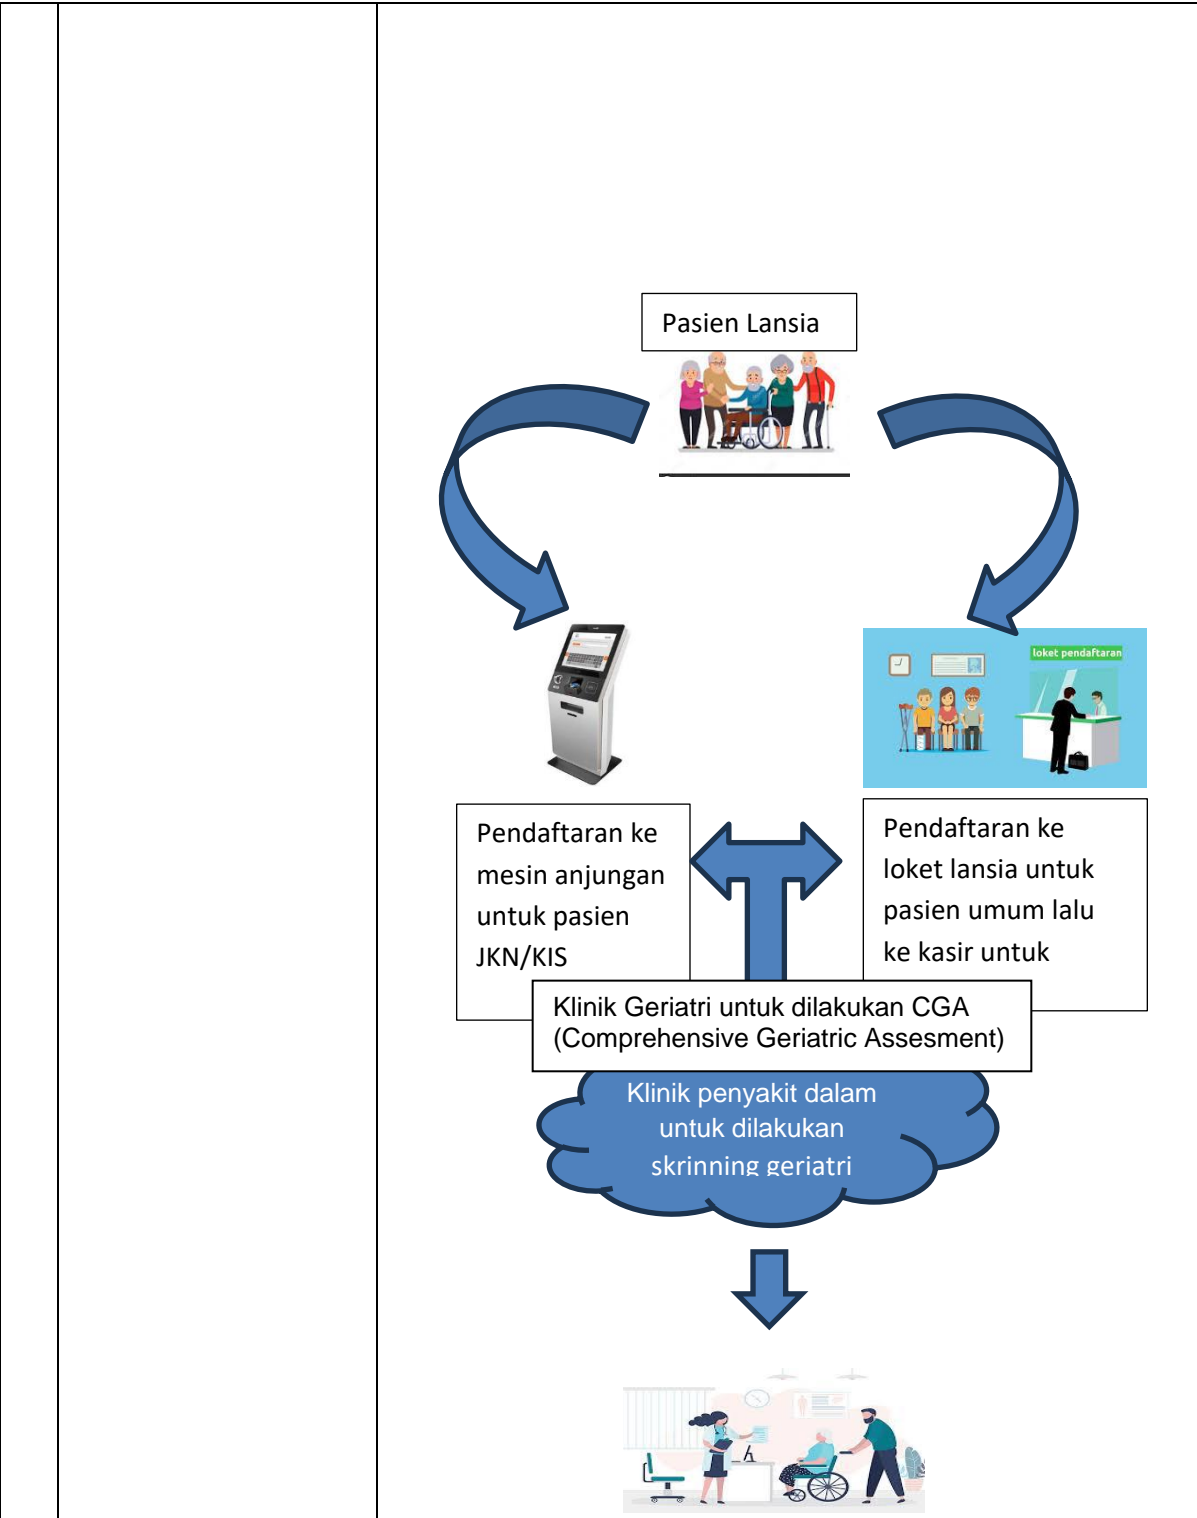 Pasien Lansia
loket pendaftaran
Pendaftaran ke
mesin anjungan
untuk pasien
JKN/KIS
Pendaftaran ke
loket lansia untuk
pasien umum lalu
ke kasir untuk
Klinik Geriatri untuk dilakukan CGA
(Comprehensive Geriatric Assesment)
Klinik penyakit dalam
untuk dilakukan
skrinning geriatri